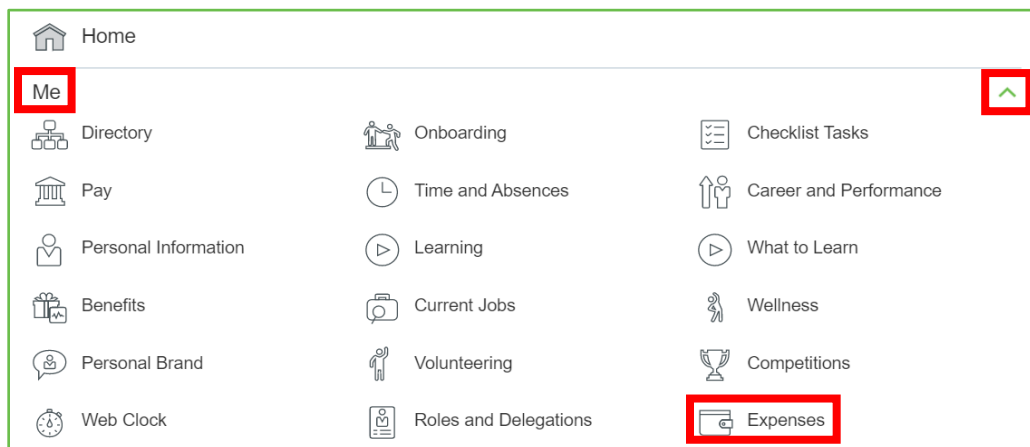 Home
Me
Directory
Onboarding
Checklist Tasks
Pay
Time and Absences
Career and Performance
Personal Information
Learning
What to Learn
Benefits
Current Jobs
Wellness
Personal Brand
Volunteering
Competitions
Web Clock
Roles and Delegations
Expenses